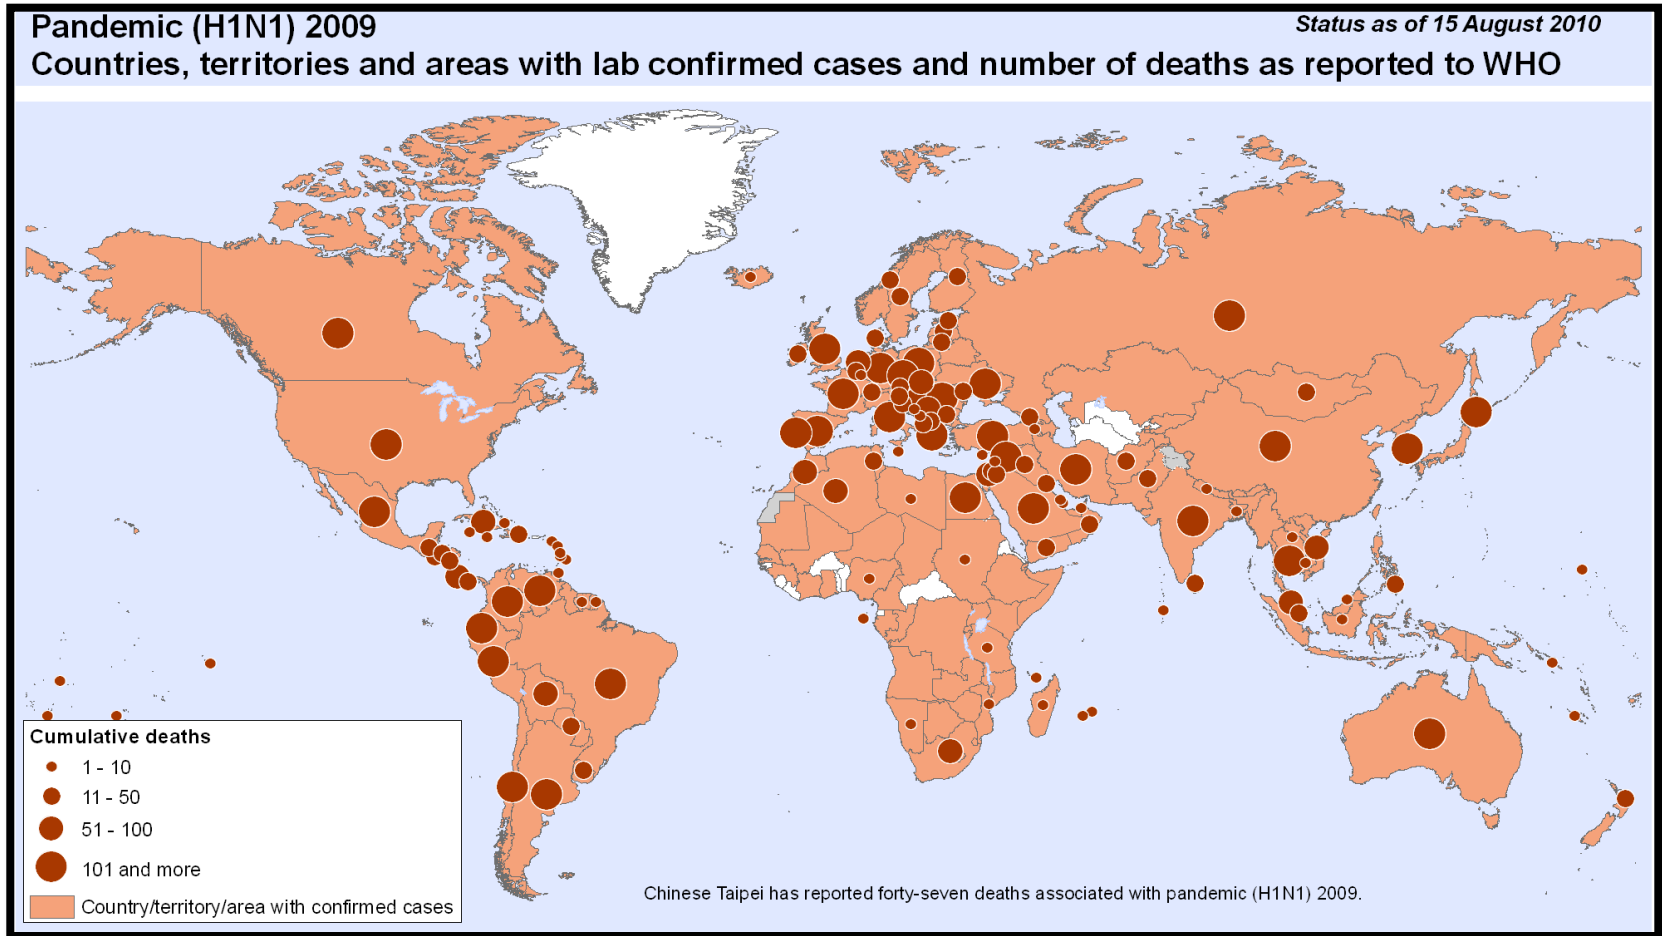 Pandemic (H1N1) 2009
Status as of 15 August 2010
Countries, territories and areas with lab confirmed cases and number of deaths as reported to WHO
Cumulative deaths
1 - 10
11 - 50
51 - 100
101 and more
Country/territory/area with confirmed cases
Chinese Taipei has reported forty-seven deaths associated with pandemic (H1N1) 2009.